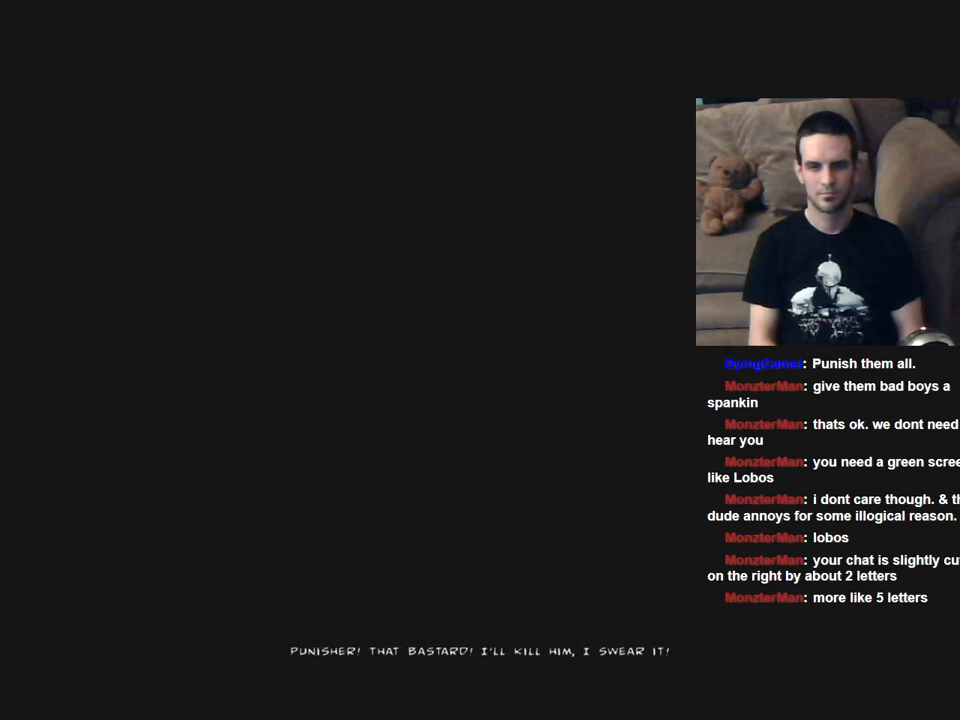 DyingGamer: Punish them all.
MonzterMan: give them bad boys a
spankin
MonzterMan: thats ok. we dont need
hear you
MonzterMan: you need a green scree
like Lobos
MonzterMan: i dont care though. & th
dude annoys for some illogical reason.
MonzterMan: lobos
MonzterMan: your chat is slightly cu
on the right by about 2 letters
MonzterMan: more like 5 letters
PUNISHER! THAT BASTARD! I'LL KILL HIM, I SWEAR IT!